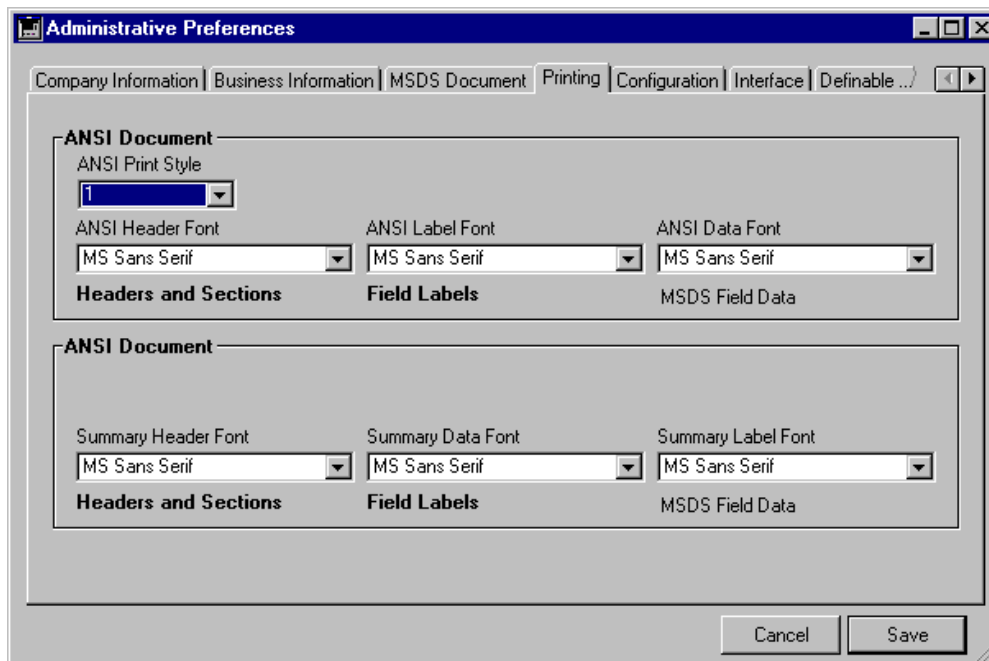 Administrative Preferences
Company Information Business Information MSDS Document Printing Configuration Interface Definable ...
ANSI Document
ANSI Print Style
1
ANSI Header Font ANSI Label Font ANSI Data Font
MS Sans Serif MS Sans Serif MS Sans Serif
Headers and Sections Field Labels MSDS Field Data
ANSI Document
Summary Header Font Summary Data Font Summary Label Font
MS Sans Serif MS Sans Serif MS Sans Serif
Headers and Sections Field Labels MSDS Field Data
Cancel Save